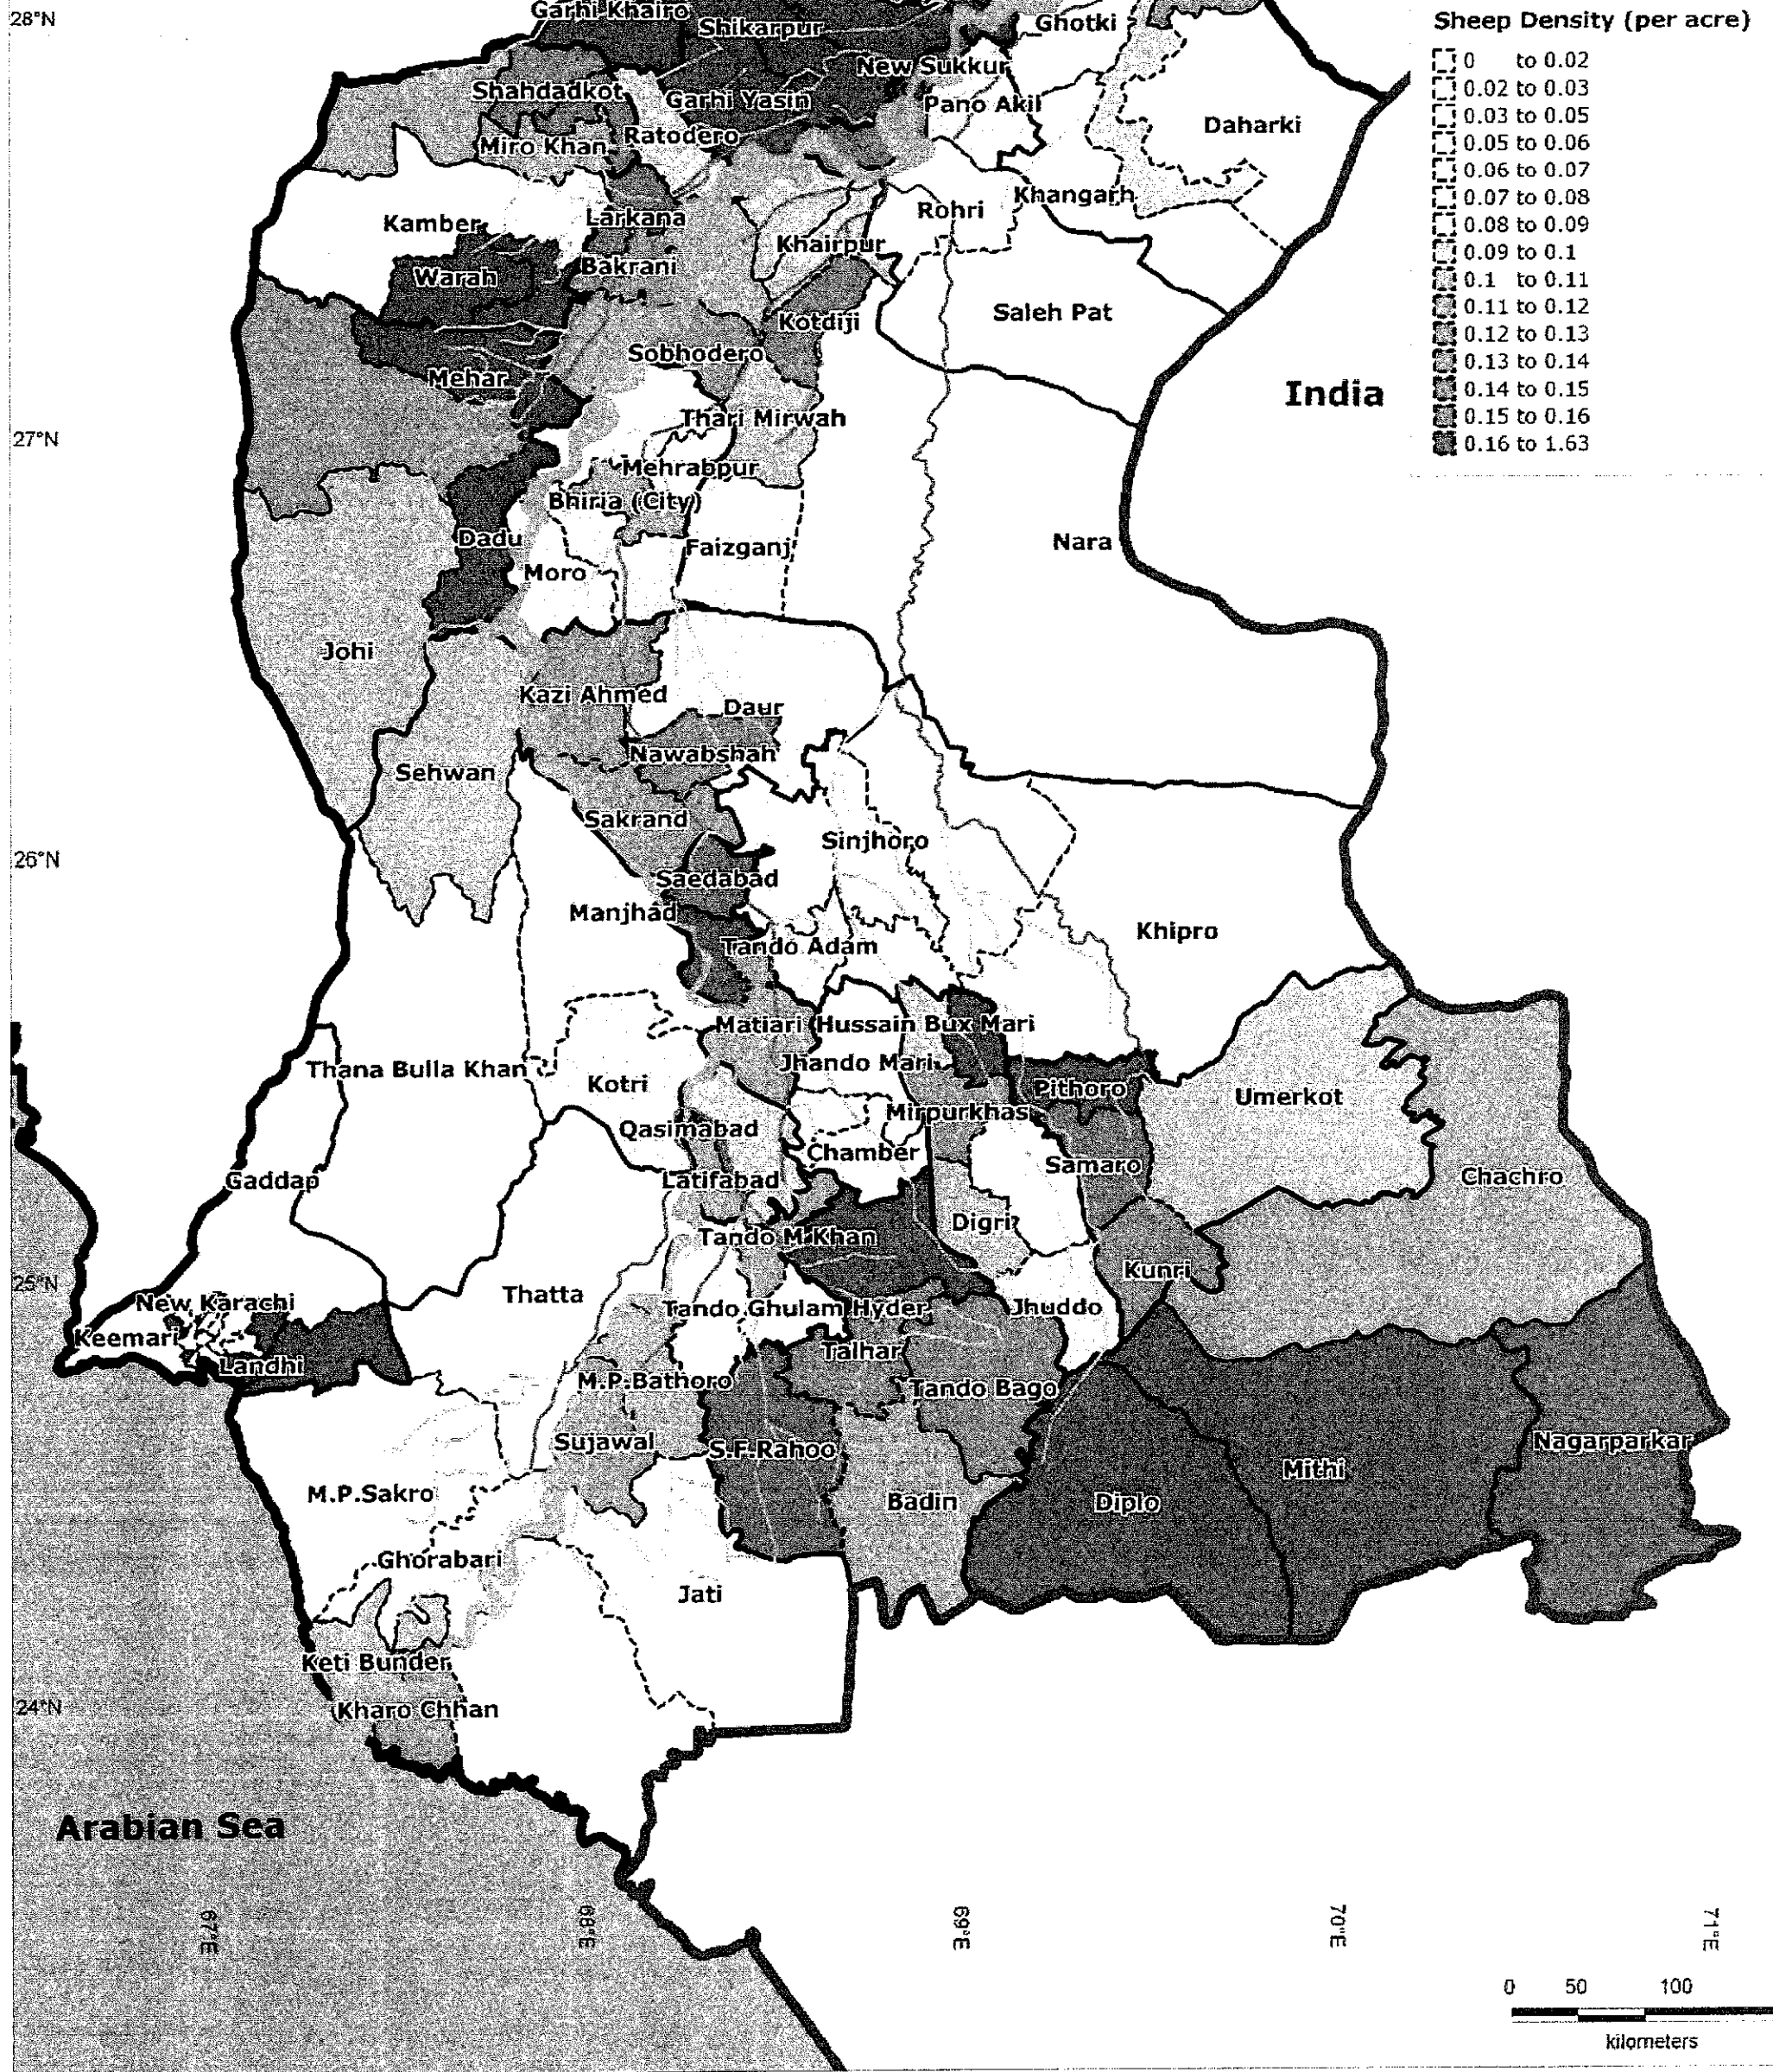 28°N
Garhi Khairo
Shikarpur
Ghotki
Sheep Density (per acre)
0 to 0.02
0.02 to 0.03
0.03 to 0.05
0.05 to 0.06
0.06 to 0.07
0.07 to 0.08
0.08 to 0.09
0.09 to 0.1
0.1 to 0.11
0.11 to 0.12
0.12 to 0.13
0.13 to 0.14
0.14 to 0.15
0.15 to 0.16
0.16 to 1.63
New Sukkur
Shahdadkot
Garhi Yasin
Pano Akil
Daharki
Ratodero
Miro Khan
Khangarh
Rohri
Larkana
Kamber
Khairpur
Bakrani
Warah
Saleh Pat
Kotdiji
Sobhodero
Mehar
India
Thari Mirwah
27°N
Mehrabpur
Bhiria (City)
Dadu
Faizganj
Nara
Moro
Johi
Kazi Ahmed
Daur
Nawabshah
Sehwan
Sakrand
Sinjhoro
26°N
Saedabad
Manjhad
Khipro
Tando Adam
Matiari
Hussain Bux Mari
Jhando Mari
Thana Bulla Khan
Kotri
Pithoro
Umerkot
Mirpurkhas
Qasimabad
Chamber
Samaro
Chachro
Gaddap
Latifabad
Digri
Tando M Khan
Kunri
25°N
Thatta
New Karachi
Tando Ghulam Hyder
Jhuddo
Keemari
Landhi
Talhar
M.P.Bathoro
Tando Bago
Sujawal
S.F.Rahoo
Nagarparkar
Mithi
M.P.Sakro
Badin
Diplo
Ghorabari
Jati
Keti Bunder
24°N
Kharo Chhan
Arabian Sea
67°E
68°E
69°E
70°E
71°E
0 50 100
kilometers